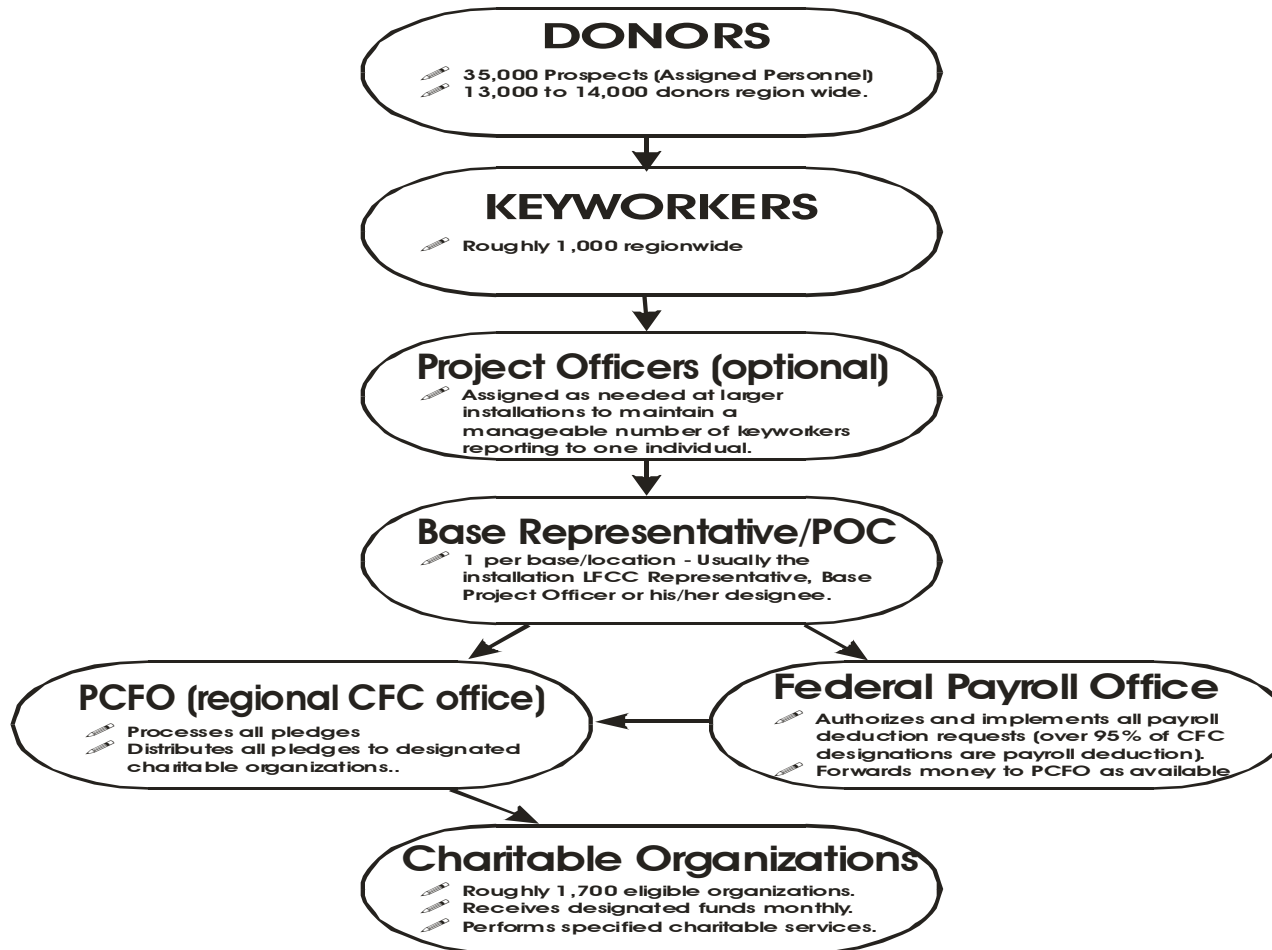 DONORS
35,000 Prospects (Assigned Personnel)
13,000 to 14,000 donors region wide.
KEYWORKERS
Roughly 1,000 regionwide
Project Officers (optional)
Assigned as needed at larger
installations to maintain a
manageable number of keyworkers
reporting to one individual.
Base Representative/POC
1 per base/location - Usually the
installation LFCC Representative, Base
Project Officer or his/her designee.
PCFO (regional CFC office)
Processes all pledges
Distributes all pledges to designated
charitable organizations..
Federal Payroll Office
Authorizes and implements all payroll
deduction requests (over 95% of CFC
designations are payroll deduction).
Forwards money to PCFO as available
Charitable Organizations
Roughly 1,700 eligible organizations.
Receives designated funds monthly.
Performs specified charitable services.